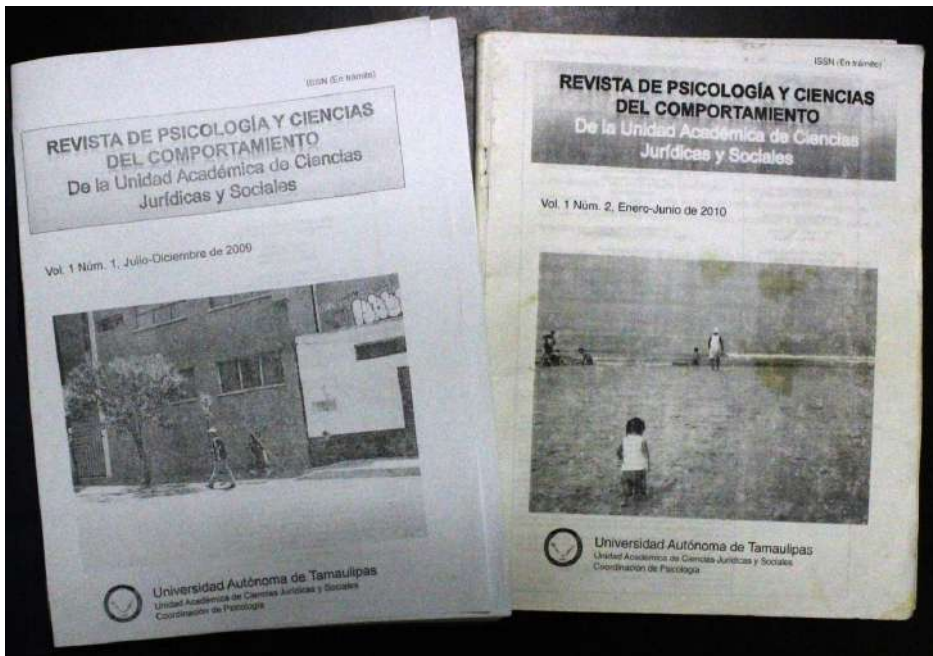 ISSN (En trámite)
REVISTA DE PSICOLOGÍA Y CIENCIAS
DEL COMPORTAMIENTO
De la Unidad Académica de Ciencias
Jurídicas y Sociales
Vol. 1 Núm. 1, Julio-Diciembre de 2009
Universidad Autónoma de Tamaulipas
Unidad Académica de Ciencias Jurídicas y Sociales
Coordinación de Psicología
ISSN (En trámite)
REVISTA DE PSICOLOGÍA Y CIENCIAS
DEL COMPORTAMIENTO
De la Unidad Académica de Ciencias
Jurídicas y Sociales
Vol. 1 Núm. 2, Enero-Junio de 2010
Universidad Autónoma de Tamaulipas
Unidad Académica de Ciencias Jurídicas y Sociales
Coordinación de Psicología